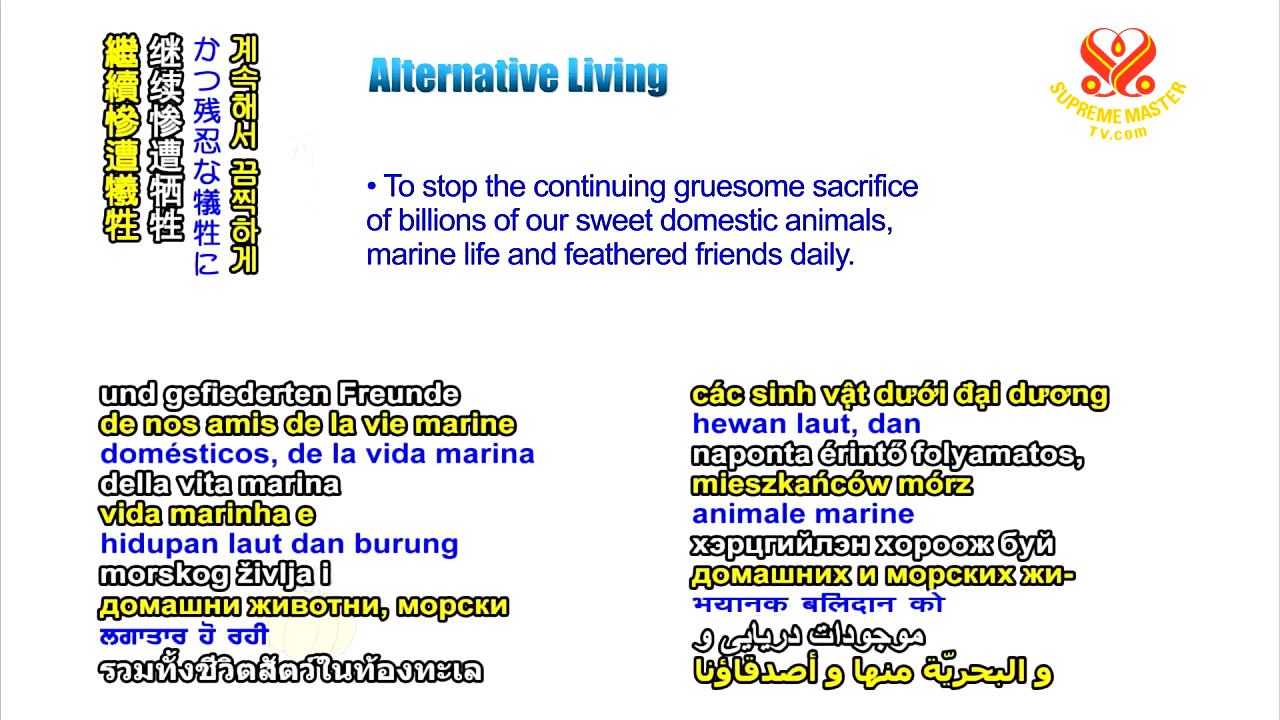 繼續慘遭犧牲
继续惨遭牺牲
かつ残忍な犠牲に
계속해서 끔찍하게
Alternative Living
SUPREME MASTER
TV.com
• To stop the continuing gruesome sacrifice
of billions of our sweet domestic animals,
marine life and feathered friends daily.
und gefiederten Freunde
de nos amis de la vie marine
domésticos, de la vida marina
della vita marina
vida marinha e
hidupan laut dan burung
morskog življa i
домашни животни, морски
ਲਗਾਤਾਰ ਹੋ ਰਹੀ
รวมทั้งชีวิตสัตว์ในท้องทะเล
các sinh vật dưới đại dương
hewan laut, dan
naponta érintő folyamatos,
mieszkańców mórz
animale marine
хэрцгийлэн хороож буй
домашних и морских жи-
भयानक बलिदान को
موجودات دریایی و
و البحريّة منها و أصدقاؤنا